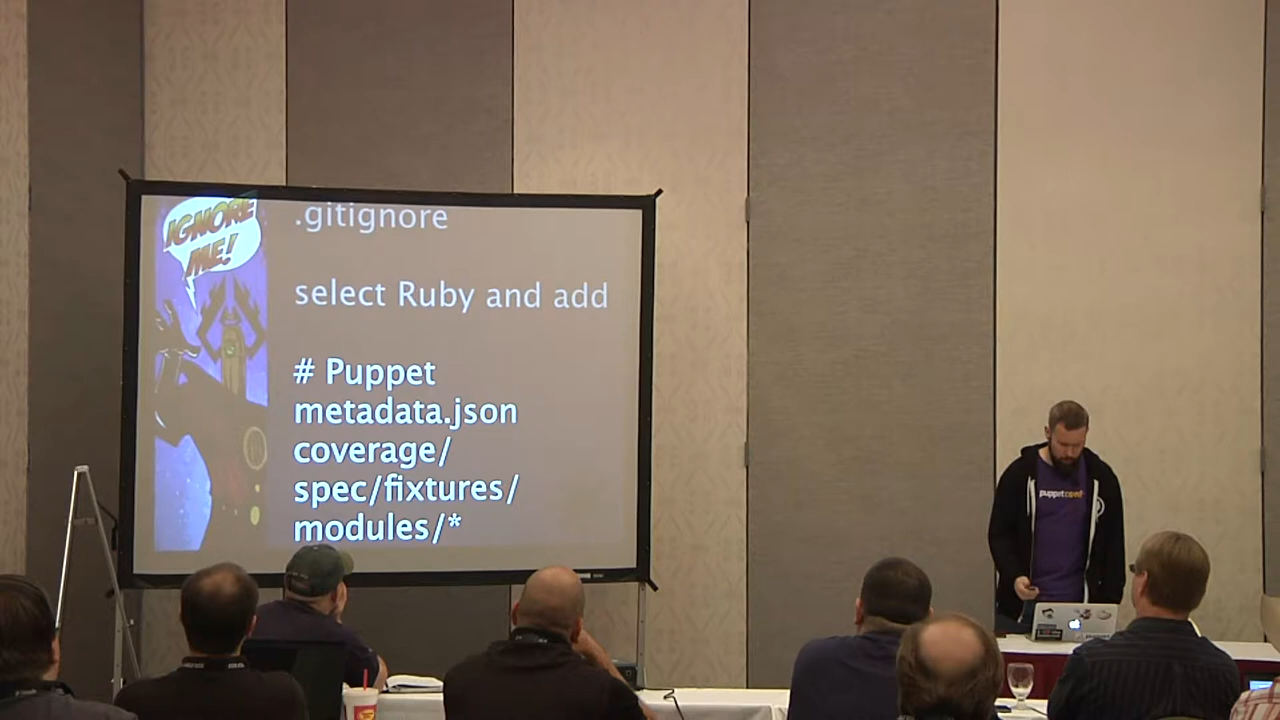 IGNORE
ME!
.gitignore
select Ruby and add
# Puppet
metadata.json
coverage/
spec/fixtures/
modules/*
puppetconf